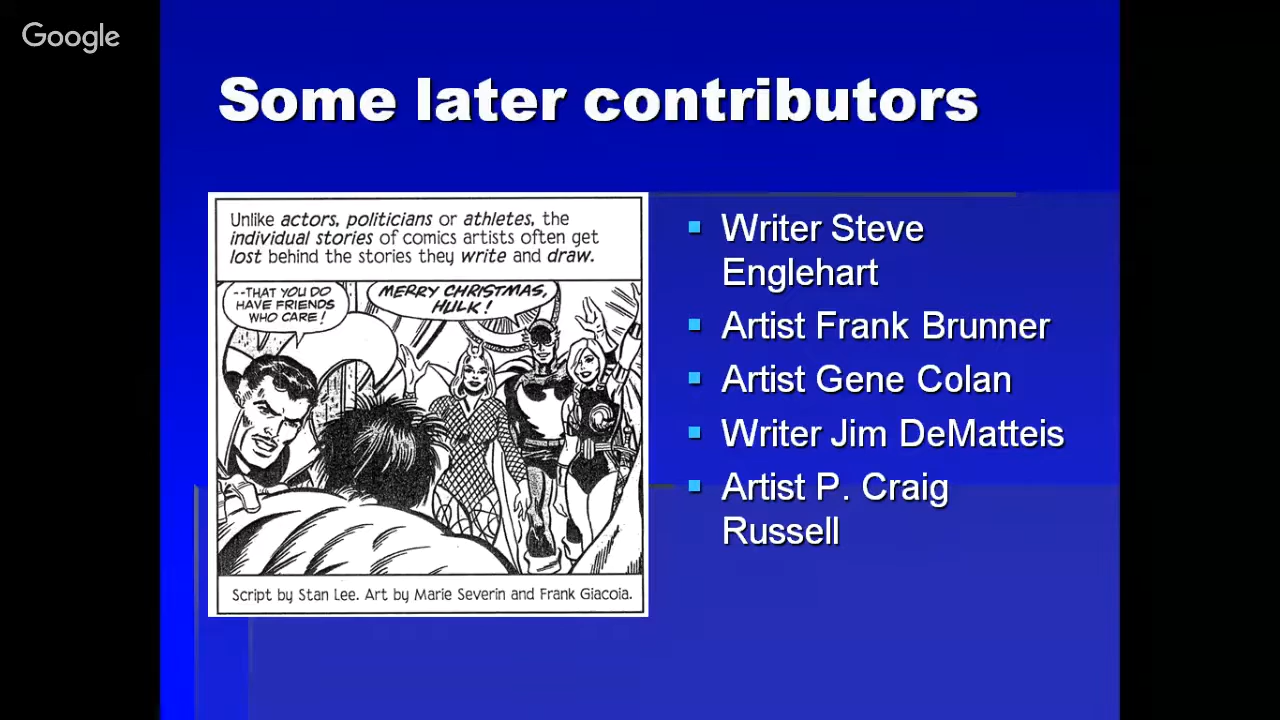 Google
Some later contributors
Unlike actors, politicians or athletes, the
individual stories of comics artists often get
lost behind the stories they write and draw.
--THAT YOU DO
HAVE FRIENDS
WHO CARE!
MERRY CHRISTMAS,
HULK!
Script by Stan Lee. Art by Marie Severin and Frank Giacoia.
Writer Steve
Englehart
Artist Frank Brunner
Artist Gene Colan
Writer Jim DeMatteis
Artist P. Craig
Russell